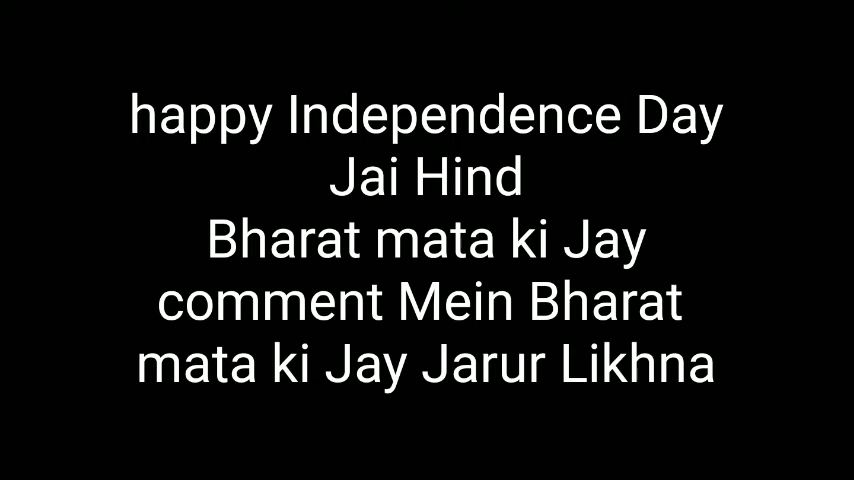 happy Independence Day
Jai Hind
Bharat mata ki Jay
comment Mein Bharat
mata ki Jay Jarur Likhna